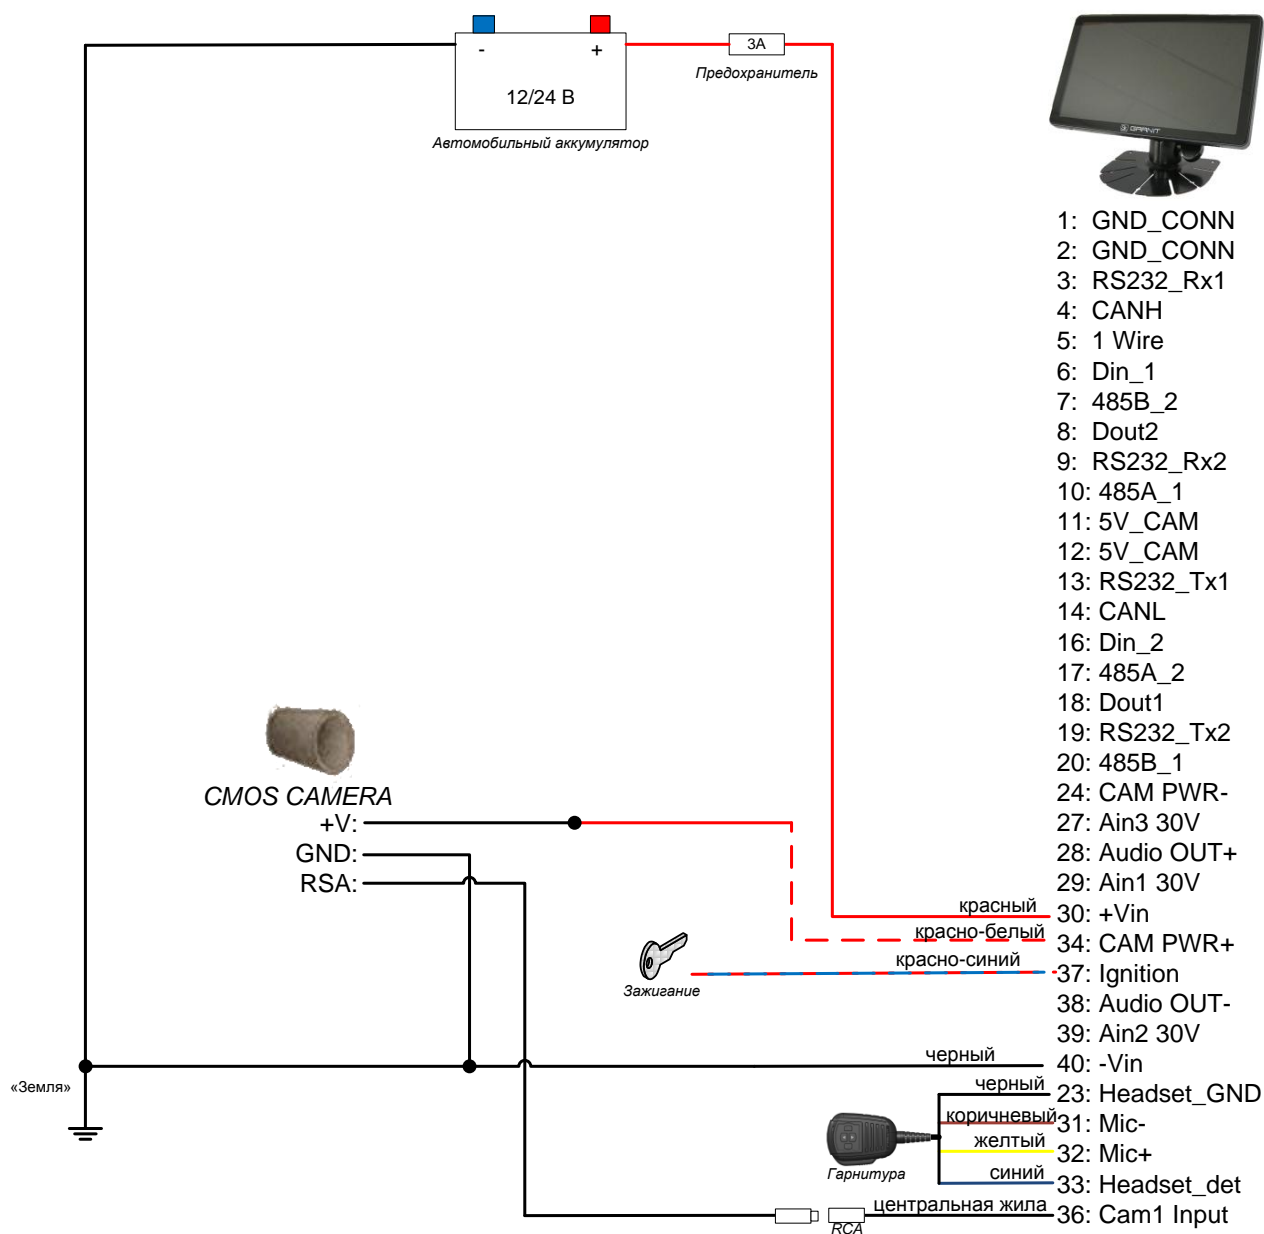 - +
12/24 В
Автомобильный аккумулятор
3А
Предохранитель
GRANIT
1: GND_CONN
2: GND_CONN
3: RS232_Rx1
4: CANH
5: 1 Wire
6: Din_1
7: 485B_2
8: Dout2
9: RS232_Rx2
10: 485A_1
11: 5V_CAM
12: 5V_CAM
13: RS232_Tx1
14: CANL
16: Din_2
17: 485A_2
18: Dout1
19: RS232_Tx2
20: 485B_1
24: CAM PWR-
27: Ain3 30V
28: Audio OUT+
29: Ain1 30V
красный 30: +Vin
красно-белый 34: CAM PWR+
красно-синий 37: Ignition
38: Audio OUT-
39: Ain2 30V
черный 40: -Vin
черный 23: Headset_GND
коричневый 31: Mic-
желтый 32: Mic+
синий 33: Headset_det
центральная жила 36: Cam1 Input
CMOS CAMERA
+V:
GND:
RSA:
Зажигание
«Земля»
Гарнитура
RCA